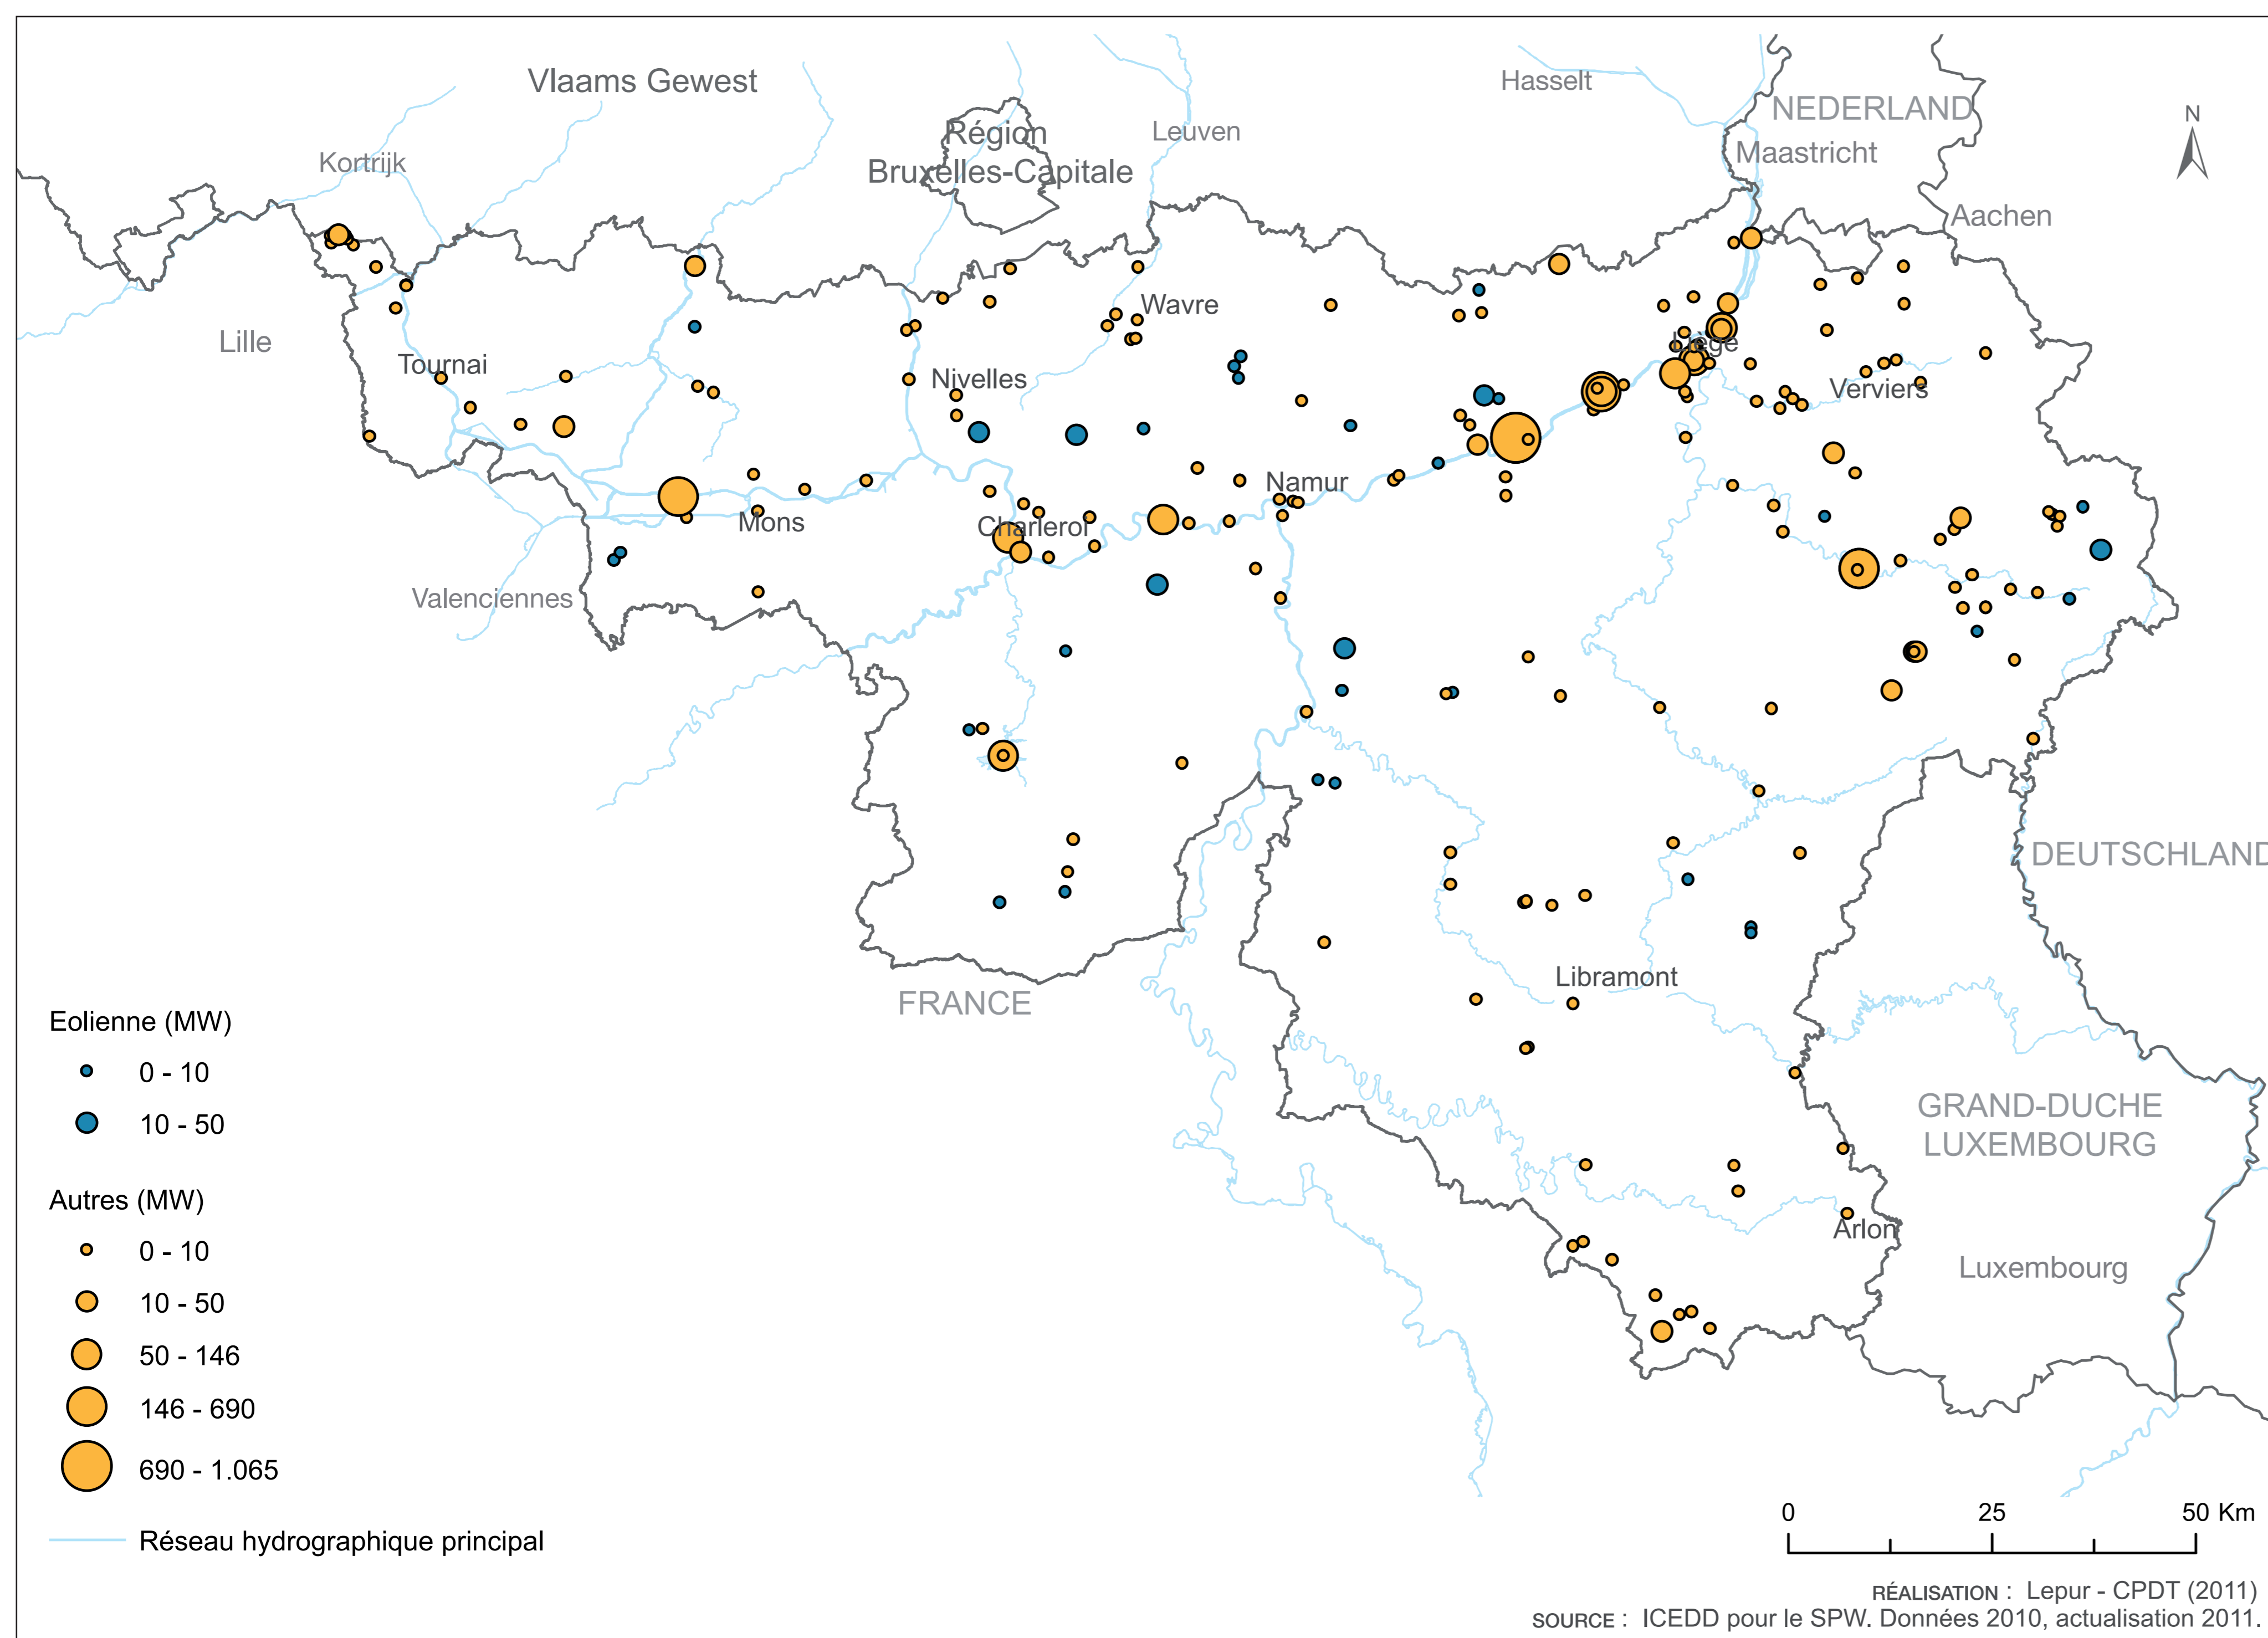 Vlaams Gewest
Hasselt
NEDERLAND
Région
Bruxelles-Capitale
Leuven
Maastricht
N
Kortrijk
Aachen
Wavre
Lille
Liège
Tournai
Nivelles
Verviers
Namur
Mons
Charleroi
Valenciennes
DEUTSCHLAND
Libramont
FRANCE
GRAND-DUCHE
LUXEMBOURG
Arlon
Luxembourg
Eolienne (MW)
0 - 10
10 - 50
Autres (MW)
0 - 10
10 - 50
50 - 146
146 - 690
690 - 1.065
Réseau hydrographique principal
0 25 50 Km
RÉALISATION : Lepur - CPDT (2011)
SOURCE : ICEDD pour le SPW. Données 2010, actualisation 2011.